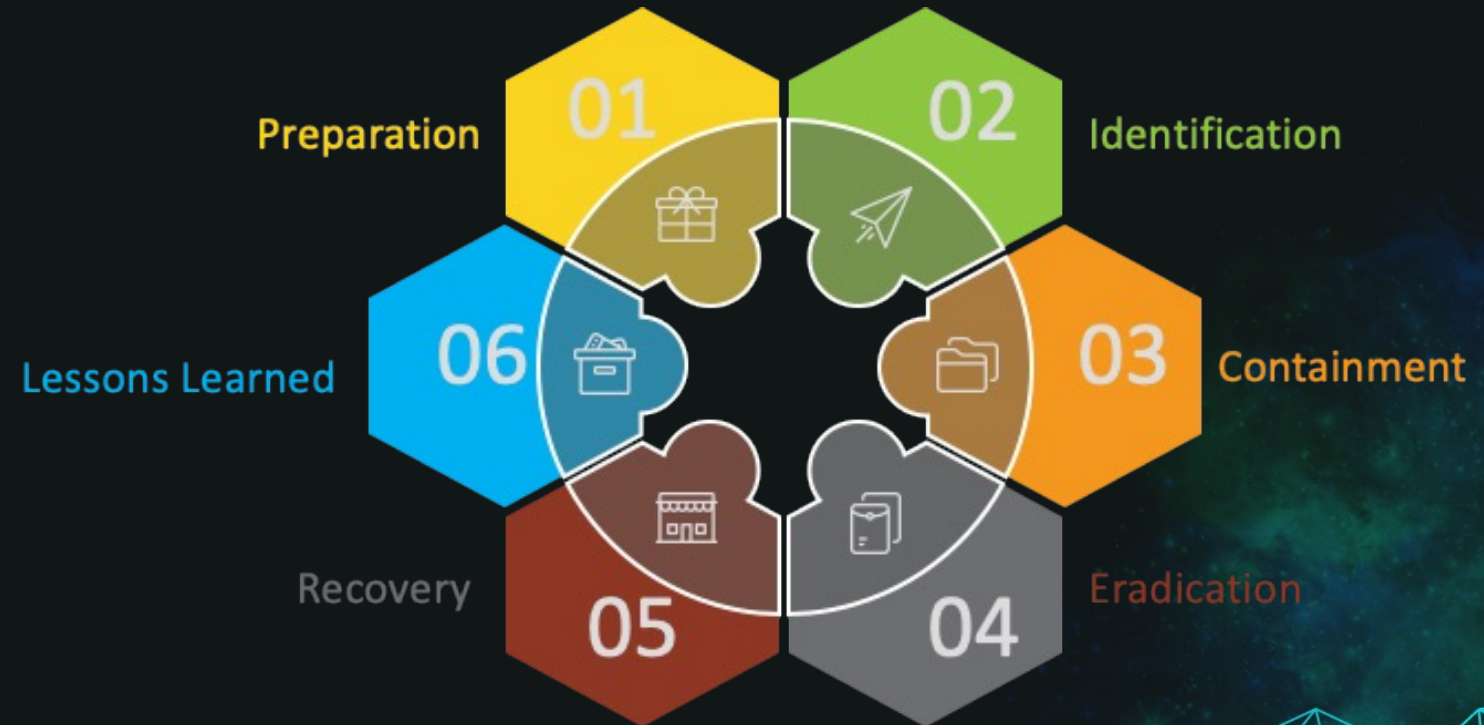 01
Preparation
02
Identification
03
Containment
04
Eradication
05
Recovery
06
Lessons Learned